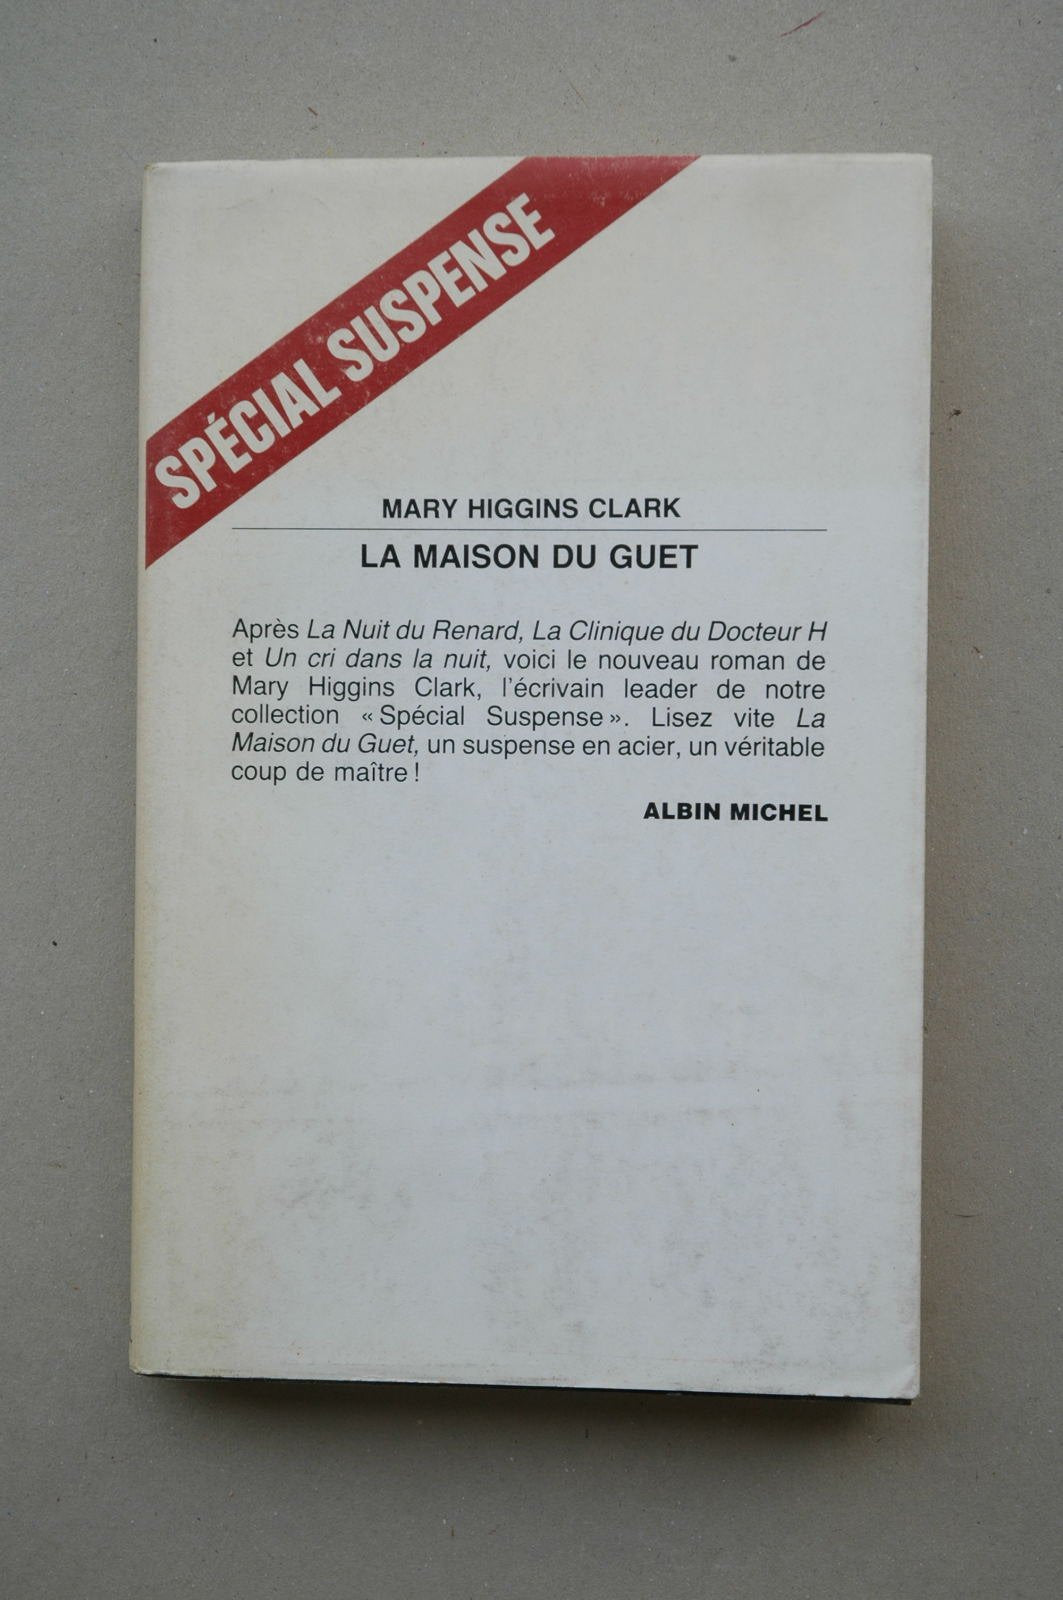 SPÉCIAL SUSPENSE
MARY HIGGINS CLARK
LA MAISON DU GUET
Après La Nuit du Renard, La Clinique du Docteur H
et Un cri dans la nuit, voici le nouveau roman de
Mary Higgins Clark, l'écrivain leader de notre
collection « Spécial Suspense ». Lisez vite La
Maison du Guet, un suspense en acier, un véritable
coup de maître !
ALBIN MICHEL